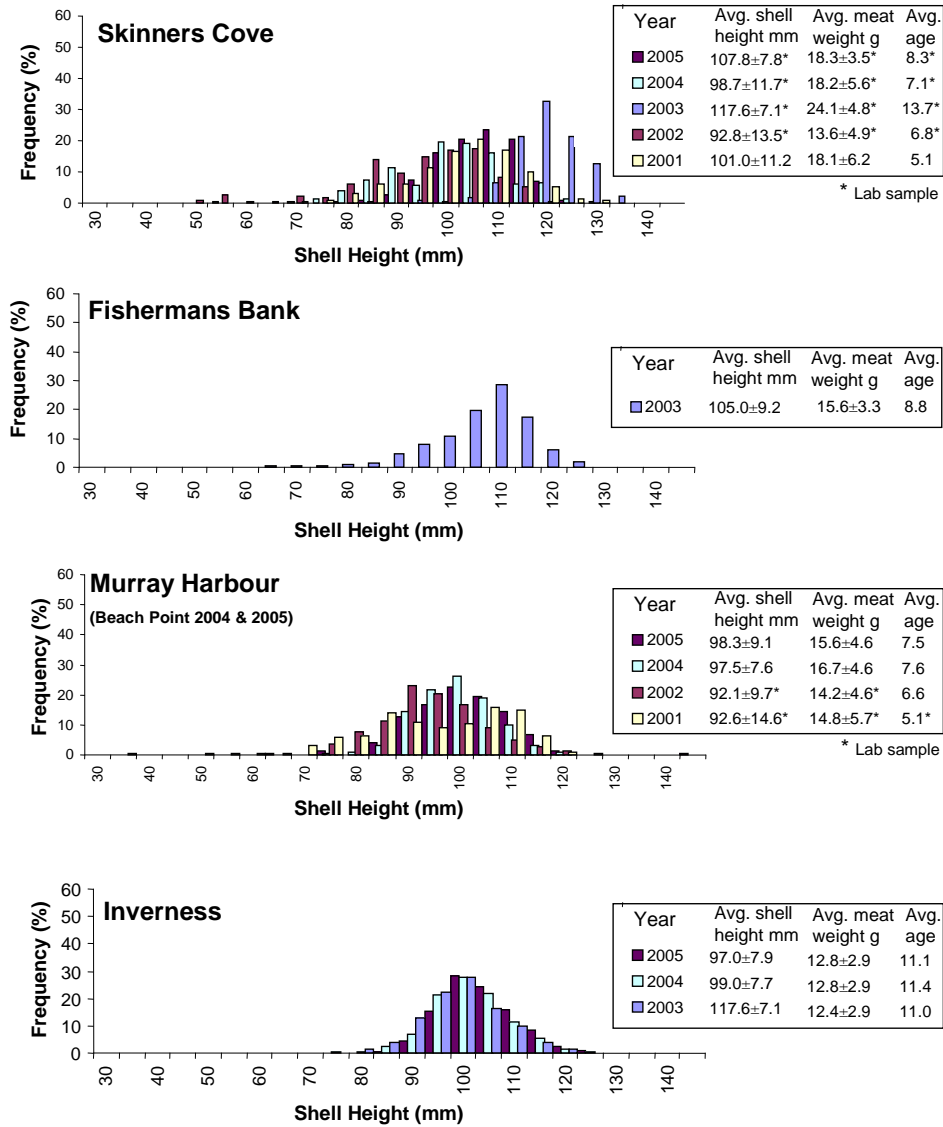 Skinners Cove
Frequency (%)
60
50
40
30
20
10
0
30 40 50 60 70 80 90 100 110 120 130 140
Shell Height (mm)
Year Avg. shell height mm Avg. meat weight g Avg. age
2005 107.8±7.8* 18.3±3.5* 8.3*
2004 98.7±11.7* 18.2±5.6* 7.1*
2003 117.6±7.1* 24.1±4.8* 13.7*
2002 92.8±13.5* 13.6±4.9* 6.8*
2001 101.0±11.2 18.1±6.2 5.1
* Lab sample
Fishermans Bank
Frequency (%)
60
50
40
30
20
10
0
30 40 50 60 70 80 90 100 110 120 130 140
Shell Height (mm)
Year Avg. shell height mm Avg. meat weight g Avg. age
2003 105.0±9.2 15.6±3.3 8.8
Murray Harbour
(Beach Point 2004 & 2005)
Frequency (%)
60
50
40
30
20
10
0
30 40 50 60 70 80 90 100 110 120 130 140
Shell Height (mm)
Year Avg. shell height mm Avg. meat weight g Avg. age
2005 98.3±9.1 15.6±4.6 7.5
2004 97.5±7.6 16.7±4.6 7.6
2002 92.1±9.7* 14.2±4.6* 6.6
2001 92.6±14.6* 14.8±5.7* 5.1*
* Lab sample
Inverness
Frequency (%)
60
50
40
30
20
10
0
30 40 50 60 70 80 90 100 110 120 130 140
Shell Height (mm)
Year Avg. shell height mm Avg. meat weight g Avg. age
2005 97.0±7.9 12.8±2.9 11.1
2004 99.0±7.7 12.8±2.9 11.4
2003 117.6±7.1 12.4±2.9 11.0